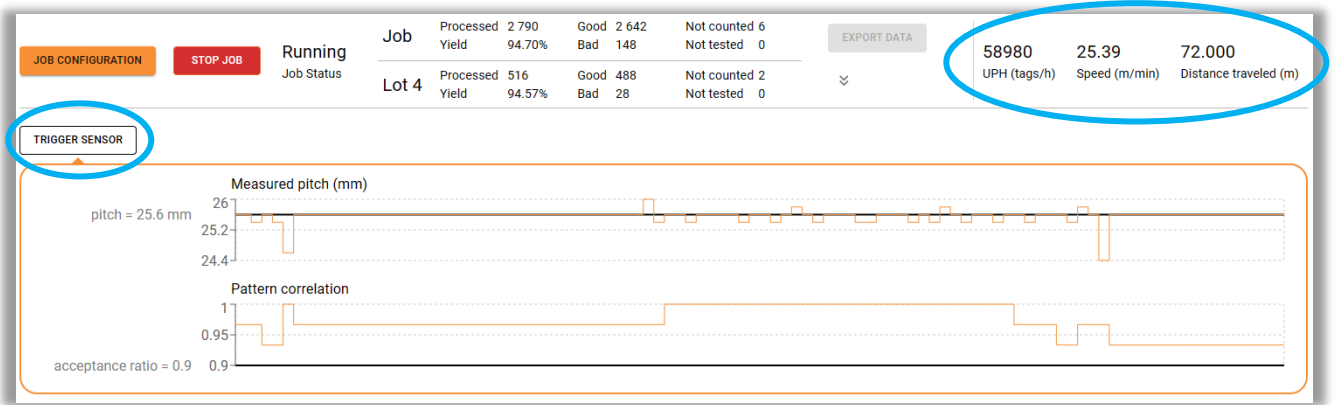 JOB CONFIGURATION
STOP JOB
Running
Job Status
Job
Processed 2 790 Good 2 642 Not counted 6
Yield 94.70% Bad 148 Not tested 0
Lot 4
Processed 516 Good 488 Not counted 2
Yield 94.57% Bad 28 Not tested 0
EXPORT DATA
58980 25.39 72.000
UPH (tags/h) Speed (m/min) Distance traveled (m)
TRIGGER SENSOR
Measured pitch (mm)
pitch = 25.6 mm
26
25.2
24.4
Pattern correlation
1
0.95
acceptance ratio = 0.9 0.9